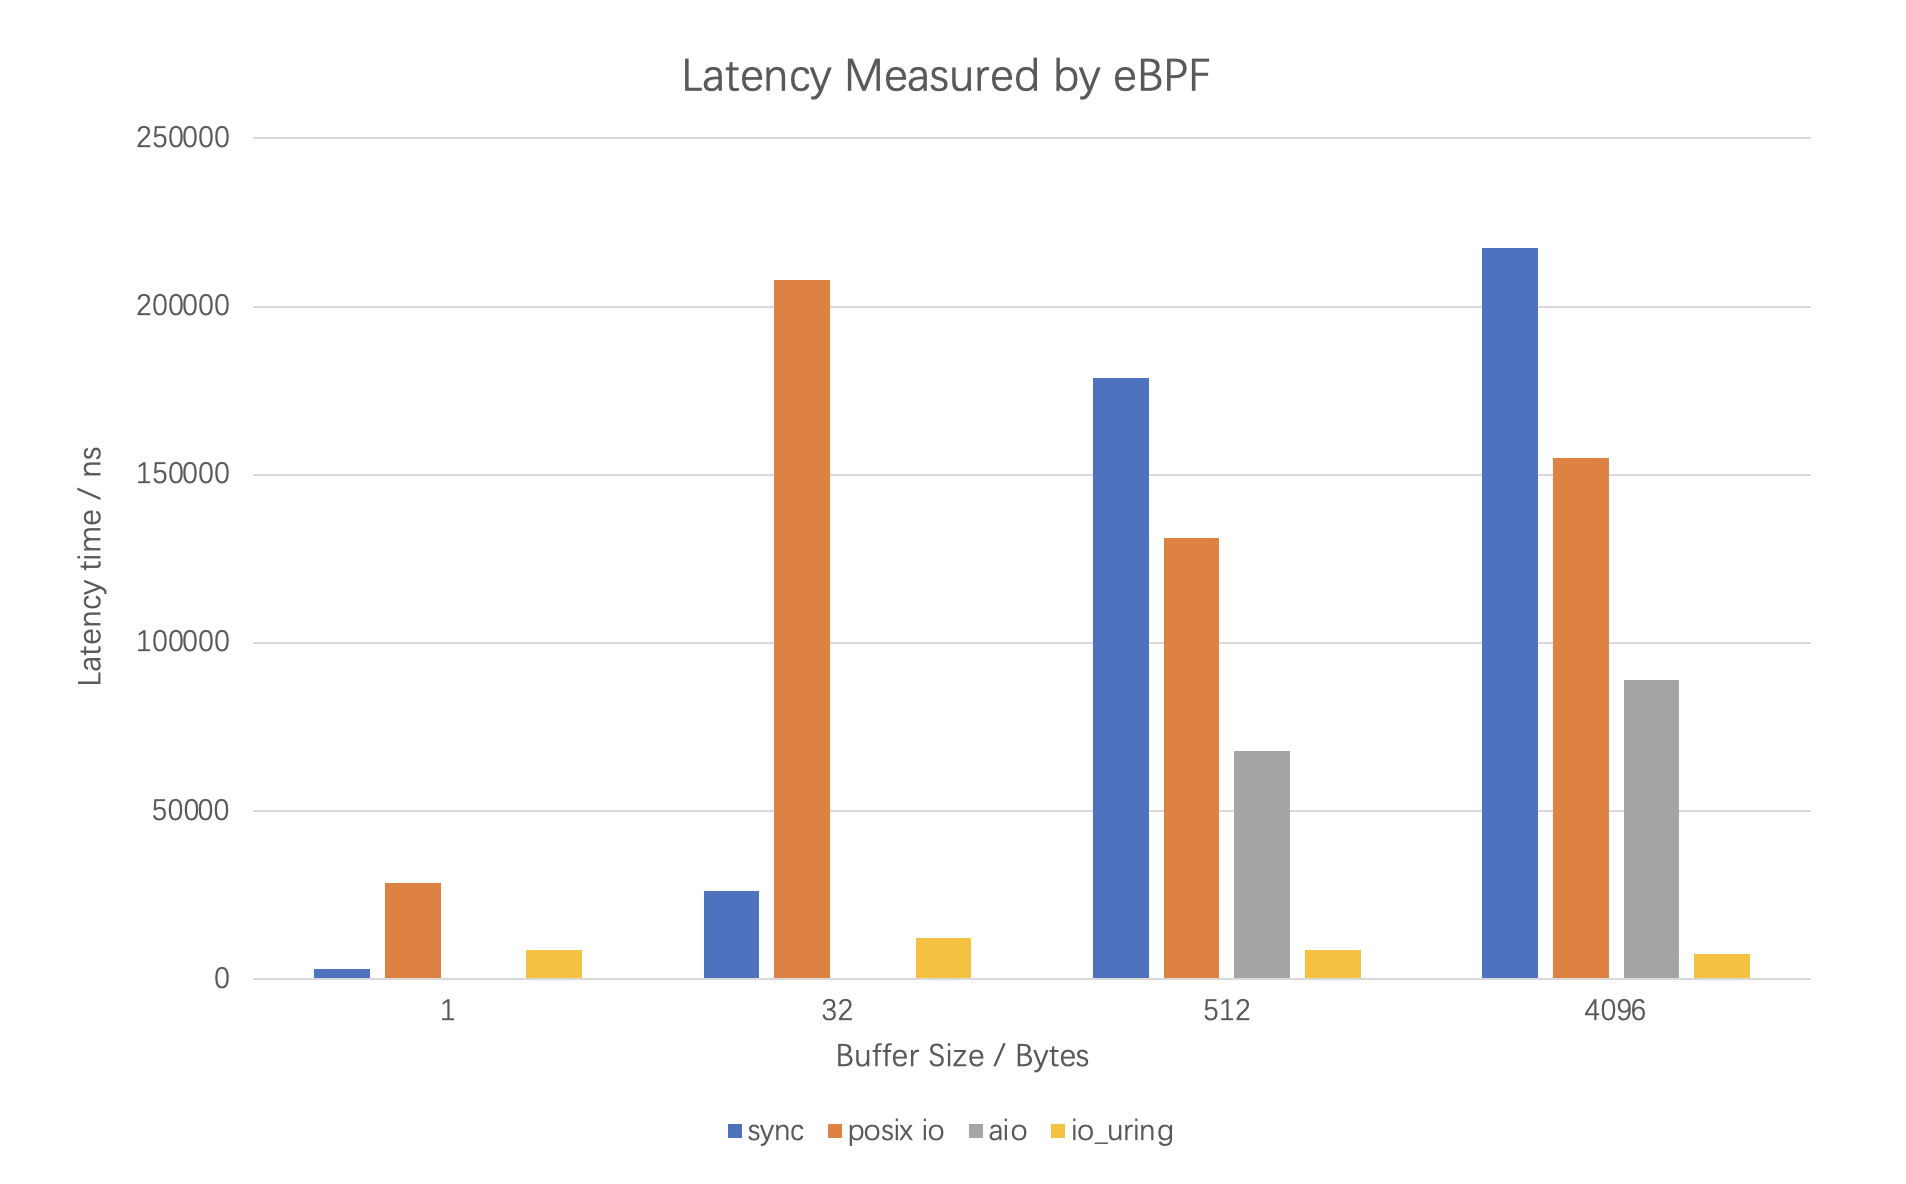 Latency Measured by eBPF
250000
200000
150000
100000
50000
0
Latency time / ns
1 32 512 4096
Buffer Size / Bytes
sync posix io aio io_uring